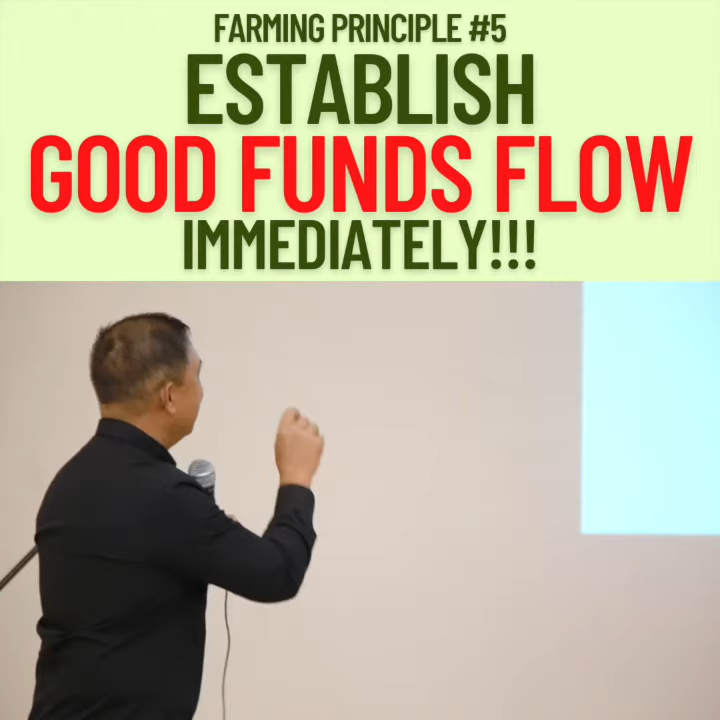 FARMING PRINCIPLE #5
ESTABLISH
GOOD FUNDS FLOW
IMMEDIATELY!!!